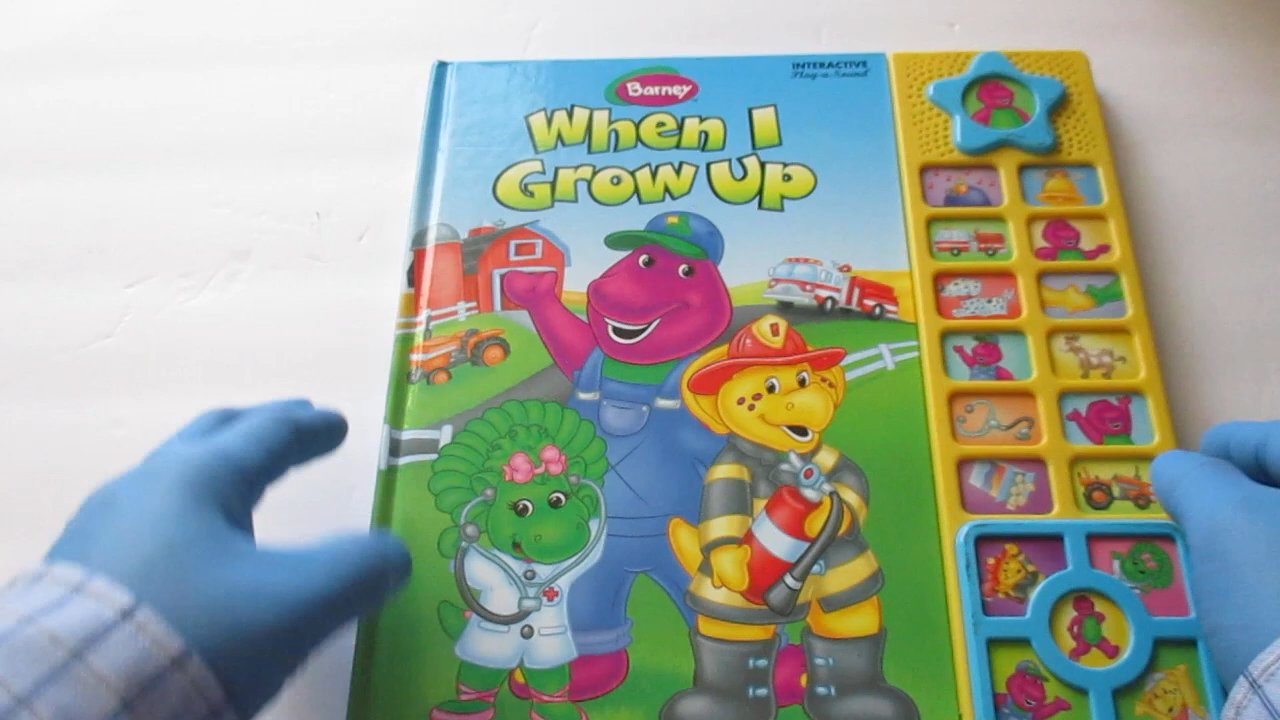 INTERACTIVE
Play-a-Sound
Barney
When I
Grow Up